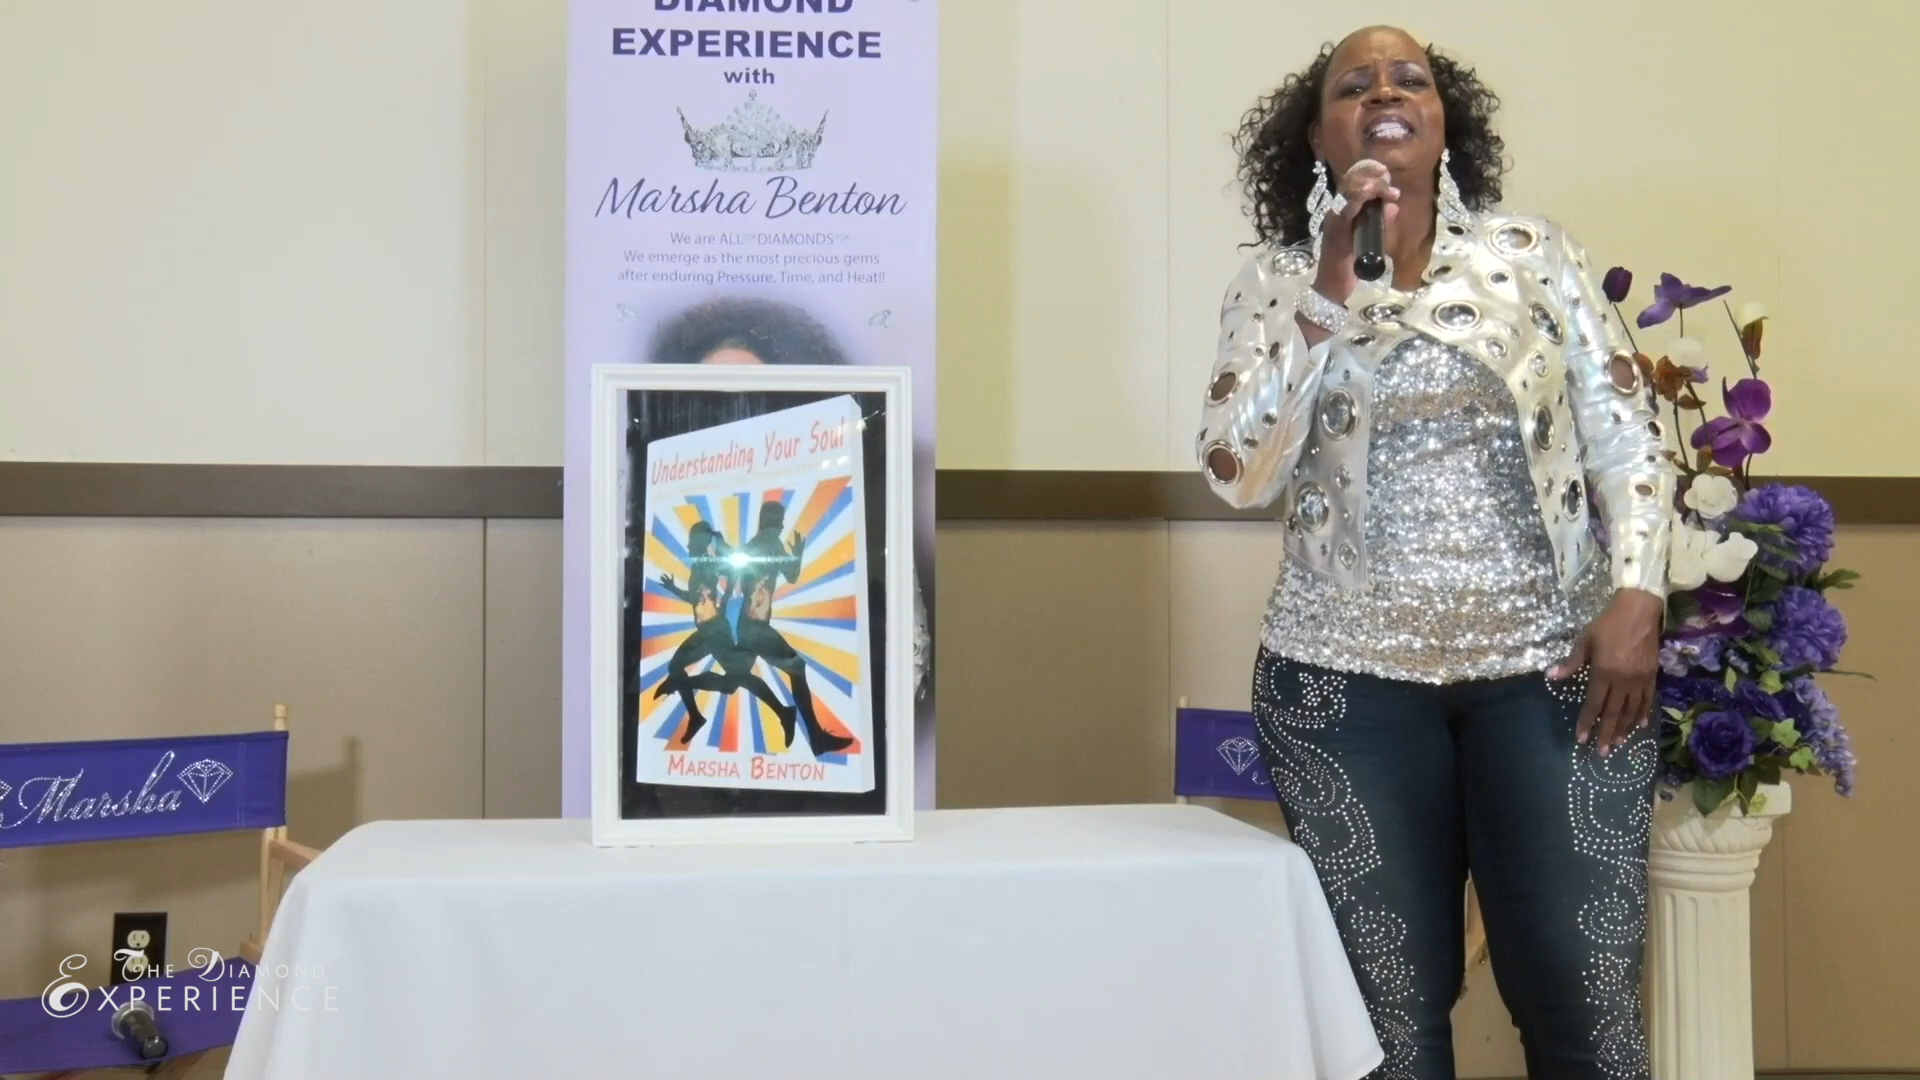 DIAMOND
EXPERIENCE
with
Marsha Benton
We are ALL DIAMONDS
We emerge as the most precious gems
after enduring Pressure, Time, and Heat!!
Understanding Your Soul
MARSHA BENTON
Marsha
THE DIAMOND
EXPERIENCE